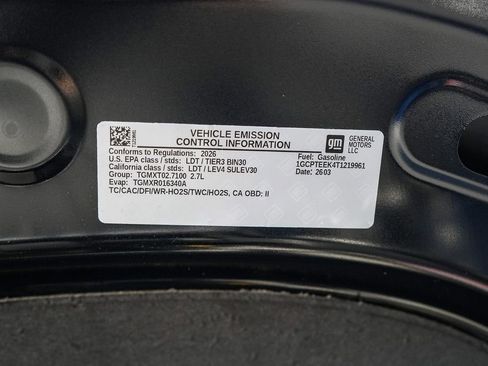 VEHICLE EMISSION
CONTROL INFORMATION
gm
GENERAL
MOTORS
LLC
Conforms to Regulations: 2026
U.S. EPA class / stds: LDT / TIER3 BIN30
California class / stds: LDT / LEV4 SULEV30
Group: TGMXT02.7100 2.7L
Evap: TGMXR016340A
TC/CAC/DFI/WR-HO2S/TWC/HO2S, CA OBD: II
Fuel: Gasoline
1GCPTEEK4T1219961
Date: 2603